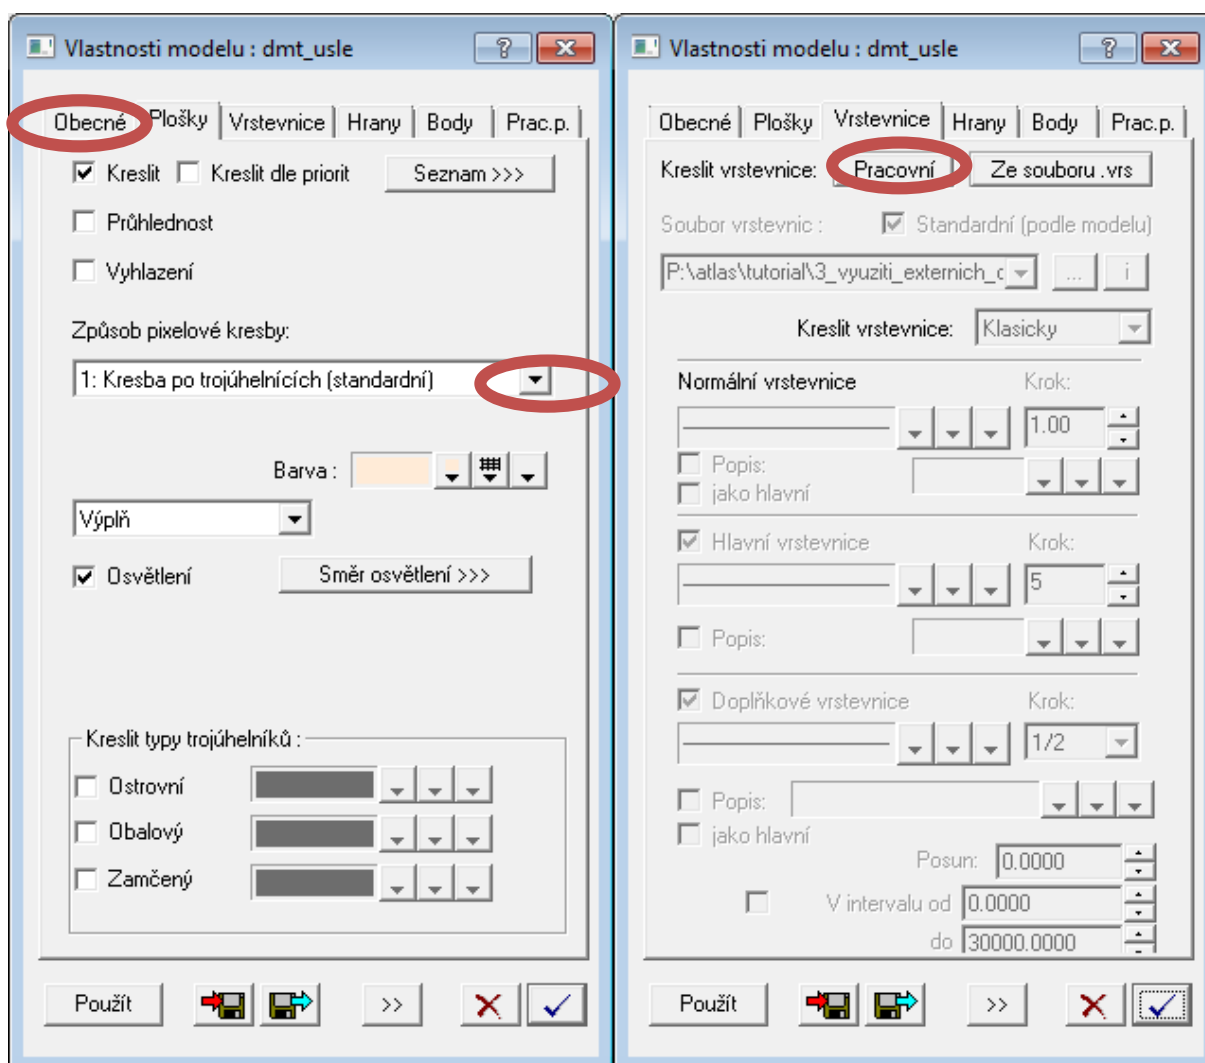 Vlastnosti modelu : dmt_usle
Obecné Plošky Vrstevnice Hrany Body Prac.p.
Kreslit Kreslit dle priorit Seznam >>>
Průhlednost
Vyhlazení
Způsob pixelové kresby:
1: Kresba po trojúhelnících (standardní)
Barva :
Výplň
Osvětlení Směr osvětlení >>>
Kreslit typy trojúhelníků :
Ostrovní
Obalový
Zamčený
Použít >>
Vlastnosti modelu : dmt_usle
Obecné Plošky Vrstevnice Hrany Body Prac.p.
Kreslit vrstevnice: Pracovní Ze souboru .vrs
Soubor vrstevnic : Standardní (podle modelu)
P:\atlas\tutorial\3_vyuziti_externich_c ... i
Kreslit vrstevnice: Klasicky
Normální vrstevnice Krok:
1.00
Popis:
jako hlavní
Hlavní vrstevnice Krok:
5
Popis:
Doplňkové vrstevnice Krok:
1/2
Popis:
jako hlavní
Posun: 0.0000
V intervalu od 0.0000
do 30000.0000
Použít >>